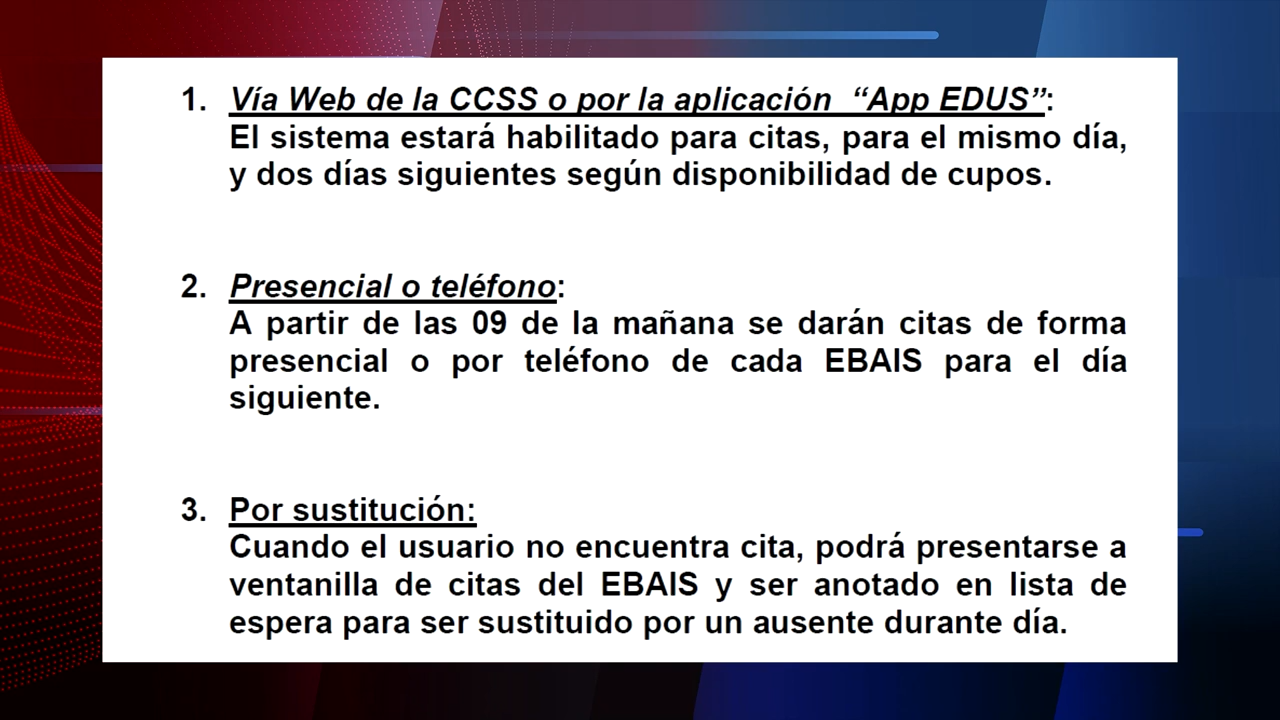 1. Vía Web de la CCSS o por la aplicación “App EDUS”:
El sistema estará habilitado para citas, para el mismo día,
y dos días siguientes según disponibilidad de cupos.
2. Presencial o teléfono:
A partir de las 09 de la mañana se darán citas de forma
presencial o por teléfono de cada EBAIS para el día
siguiente.
3. Por sustitución:
Cuando el usuario no encuentra cita, podrá presentarse a
ventanilla de citas del EBAIS y ser anotado en lista de
espera para ser sustituido por un ausente durante día.